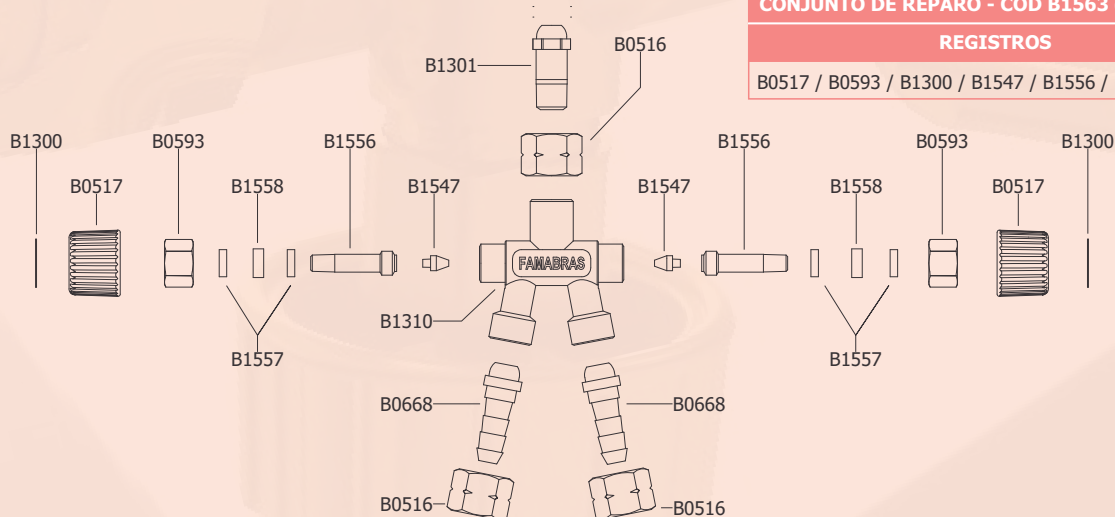 CONJUNTO DE REPARO - COD B1563
REGISTROS
B0517 / B0593 / B1300 / B1547 / B1556 /
B0516
B1301
B1300
B0593
B1556
B1556
B0593
B1300
B0517
B1558
B1547
B1547
B1558
B0517
FAMABRAS
B1310
B1557
B1557
B0668
B0668
B0516
B0516